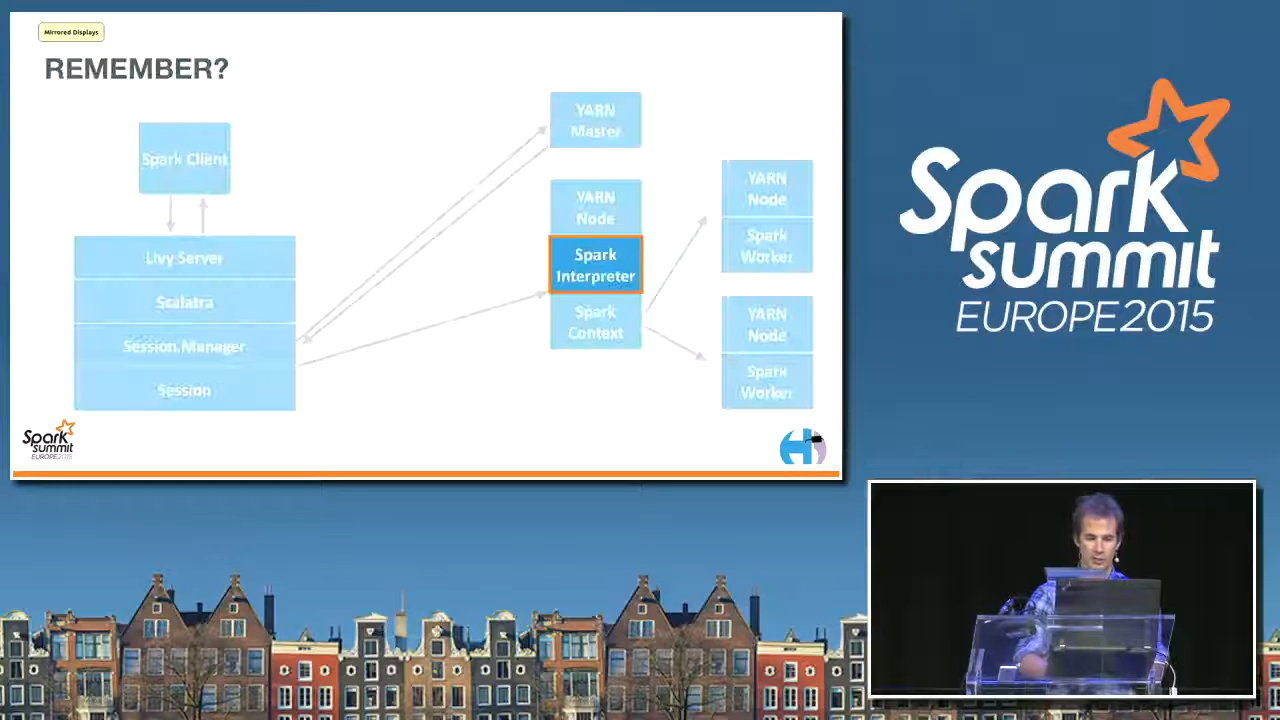 Mirrored Displays
REMEMBER?
Spark Client
Livy Server
Scalatra
Session Manager
Session
YARN
Master
YARN
Node
Spark
Interpreter
Spark
Context
YARN
Node
Spark
Worker
YARN
Node
Spark
Worker
Spark
summit
EUROPE2015
Spark
summit
EUROPE2015